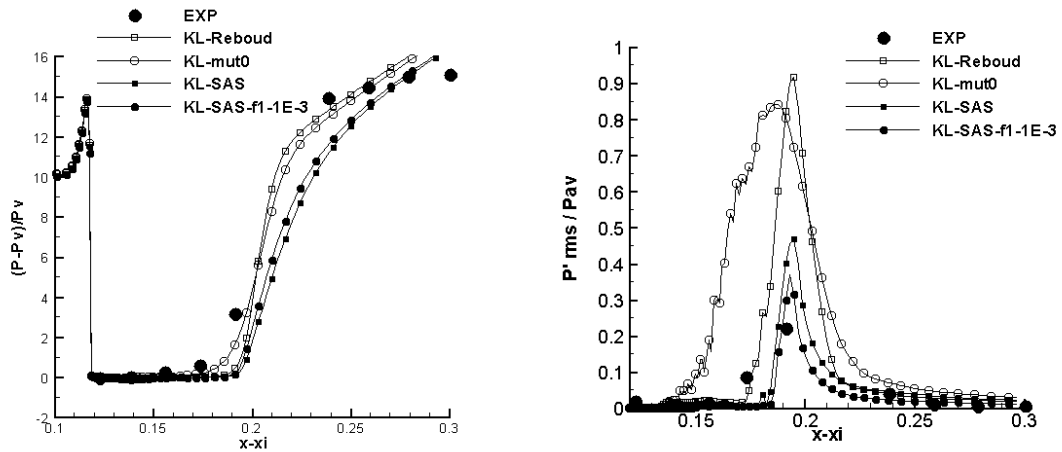 EXP
KL-Reboud
KL-mut0
KL-SAS
KL-SAS-f1-1E-3
(P-Pv)/Pv
16
14
12
10
8
6
4
2
0
-2
0.1
0.15
0.2
0.25
0.3
x-xi
EXP
KL-Reboud
KL-mut0
KL-SAS
KL-SAS-f1-1E-3
P' rms / Pav
1
0.9
0.8
0.7
0.6
0.5
0.4
0.3
0.2
0.1
0
0.15
0.2
0.25
0.3
x-xi